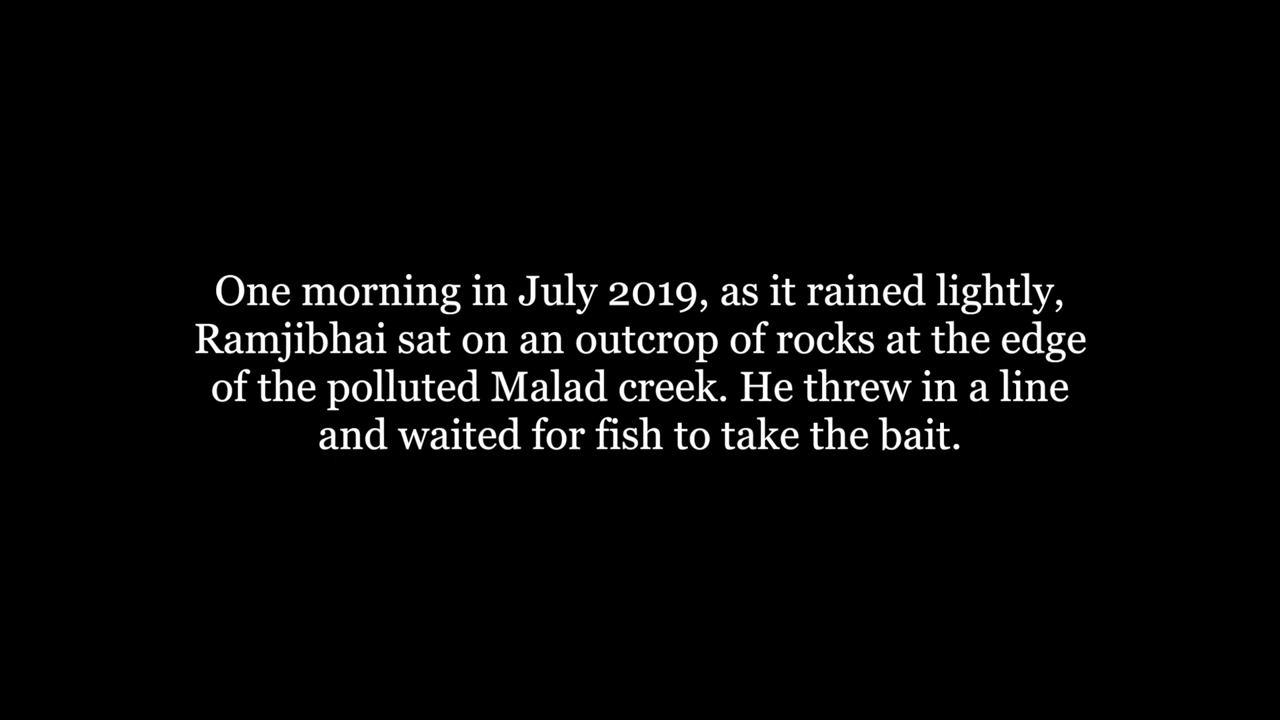 One morning in July 2019, as it rained lightly,
Ramjibhai sat on an outcrop of rocks at the edge
of the polluted Malad creek. He threw in a line
and waited for fish to take the bait.